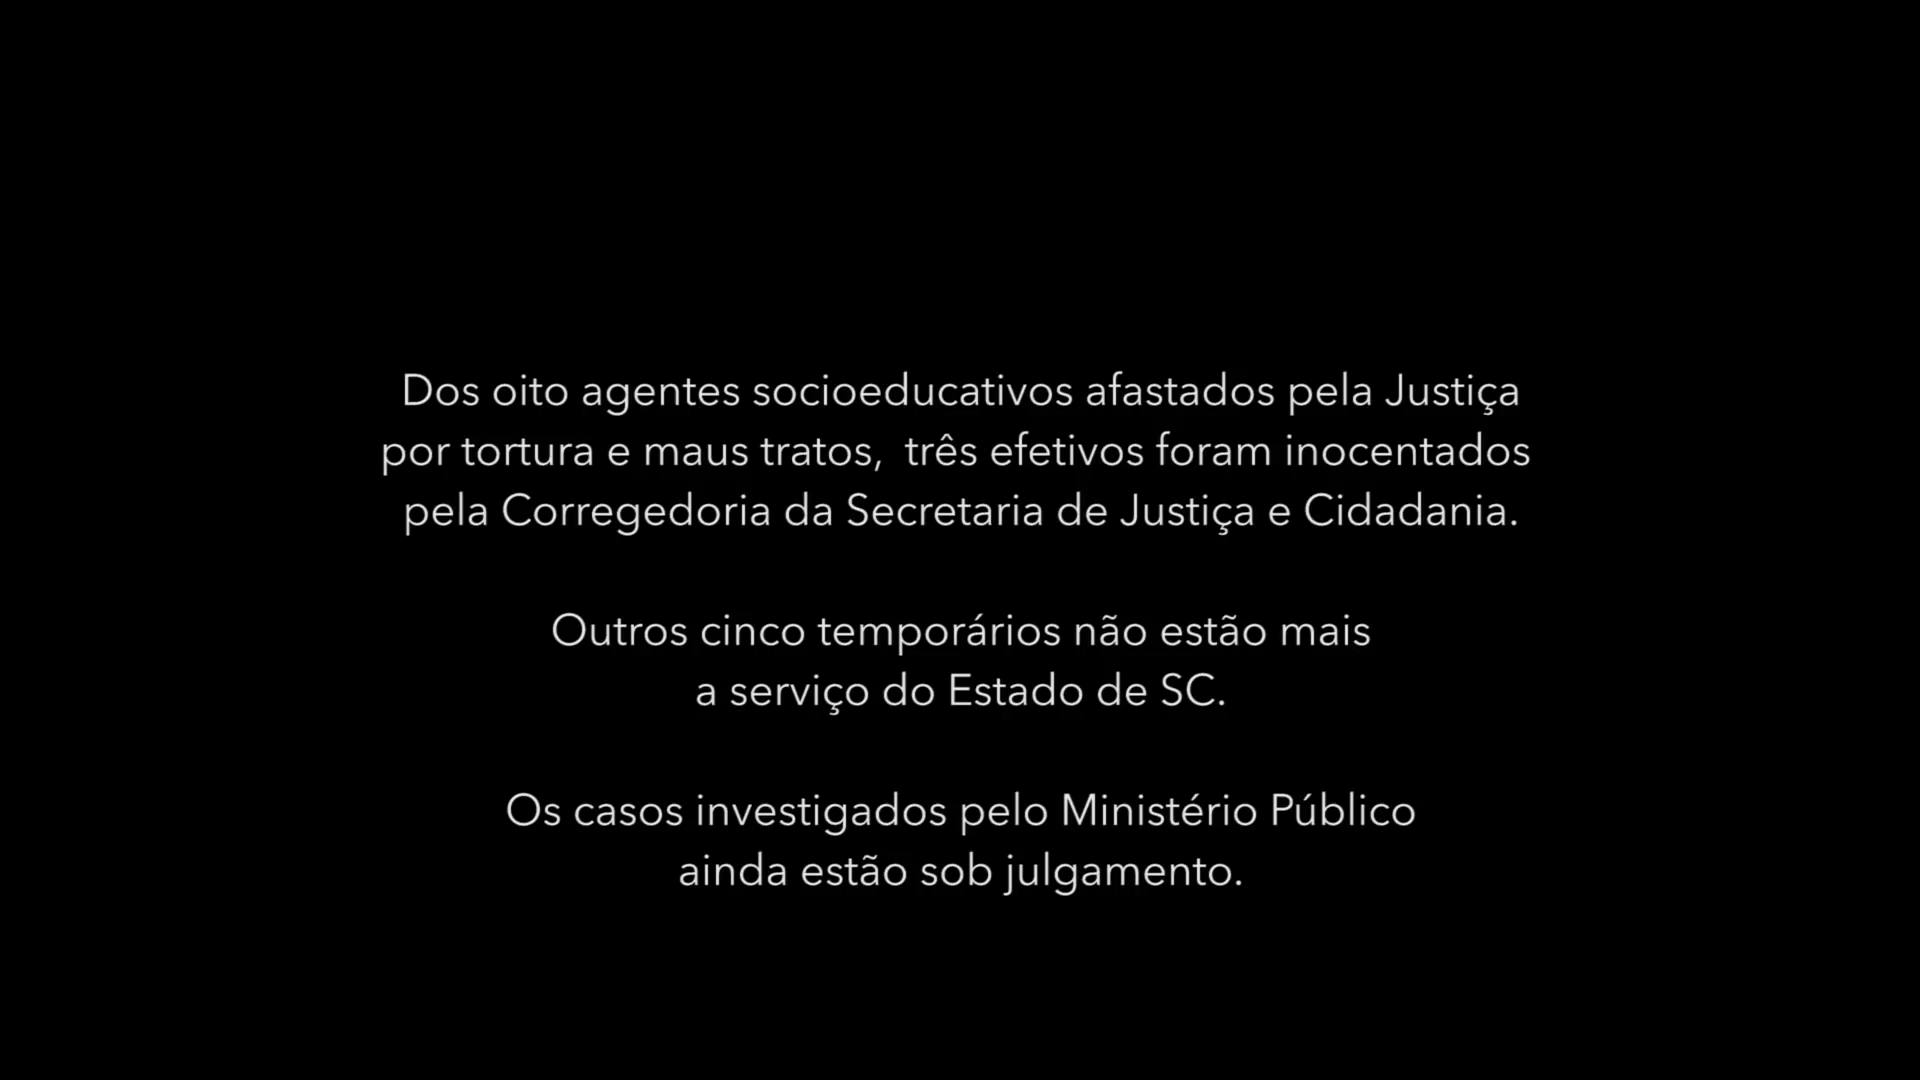 Dos oito agentes socioeducativos afastados pela Justiça
por tortura e maus tratos, três efetivos foram inocentados
pela Corregedoria da Secretaria de Justiça e Cidadania.
Outros cinco temporários não estão mais
a serviço do Estado de SC.
Os casos investigados pelo Ministério Público
ainda estão sob julgamento.